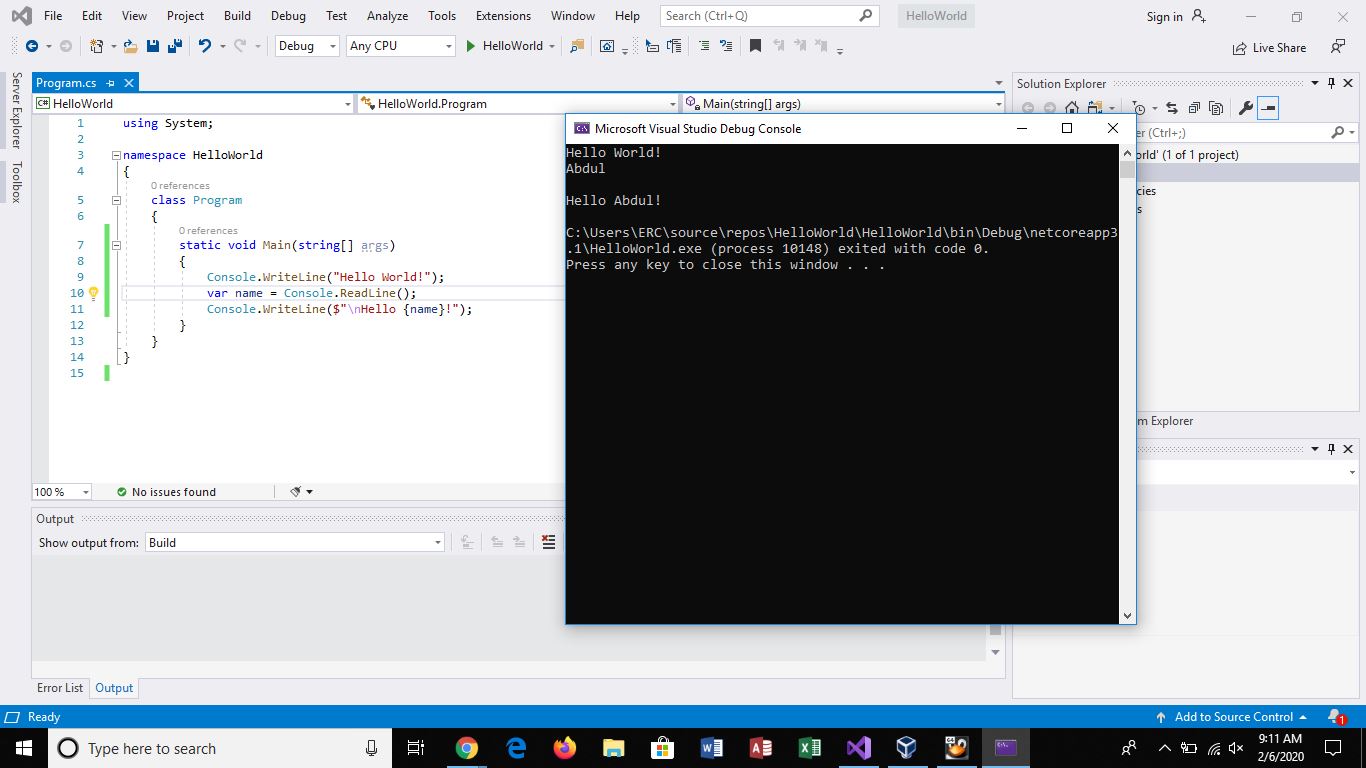 File Edit View Project Build Debug Test Analyze Tools Extensions Window Help Search (Ctrl+Q) HelloWorld Sign in
Debug Any CPU HelloWorld Live Share
Server Explorer
Toolbox
Program.cs
C# HelloWorld HelloWorld.Program Main(string[] args)
1 using System;
2
3 namespace HelloWorld
4 {
0 references
5 class Program
6 {
0 references
7 static void Main(string[] args)
8 {
9 Console.WriteLine("Hello World!");
10 var name = Console.ReadLine();
11 Console.WriteLine($"\nHello {name}!");
12 }
13 }
14 }
15
100 % No issues found
Microsoft Visual Studio Debug Console
Hello World!
Abdul
Hello Abdul!
C:\Users\ERC\source\repos\HelloWorld\HelloWorld\bin\Debug\netcoreapp3
.1\HelloWorld.exe (process 10148) exited with code 0.
Press any key to close this window . . .
Solution Explorer
er (Ctrl+;)
orld' (1 of 1 project)
cies
s
m Explorer
Output
Show output from: Build
Error List Output
Ready Add to Source Control 1
Type here to search 9:11 AM
2/6/2020